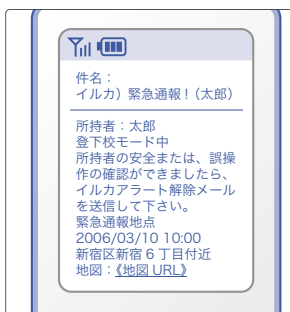 件名：
イルカ）緊急通報！（太郎）
所持者：太郎
登下校モード中
所持者の安全または、誤操
作の確認ができましたら、
イルカアラート解除メール
を送信して下さい。
緊急通報地点
2006/03/10 10:00
新宿区新宿 6 丁目付近
地図：《地図 URL》